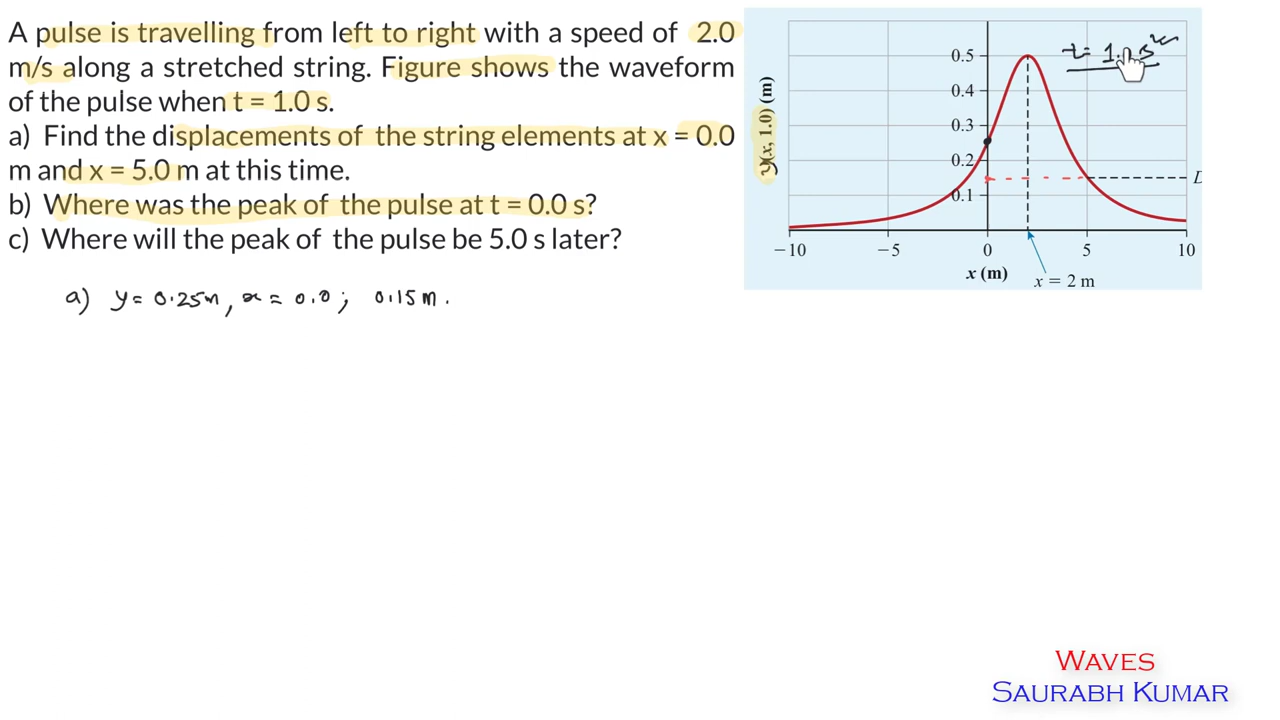 A pulse is travelling from left to right with a speed of 2.0
m/s along a stretched string. Figure shows the waveform
of the pulse when t = 1.0 s.
a) Find the displacements of the string elements at x = 0.0
m and x = 5.0 m at this time.
b) Where was the peak of the pulse at t = 0.0 s?
c) Where will the peak of the pulse be 5.0 s later?
a) y = 0.25m, x = 0.0 ; 0.15 m.
y(x, 1.0) (m)
0.5
0.4
0.3
0.2
0.1
−10 −5 0 5 10
x (m)
x = 2 m
WAVES
SAURABH KUMAR